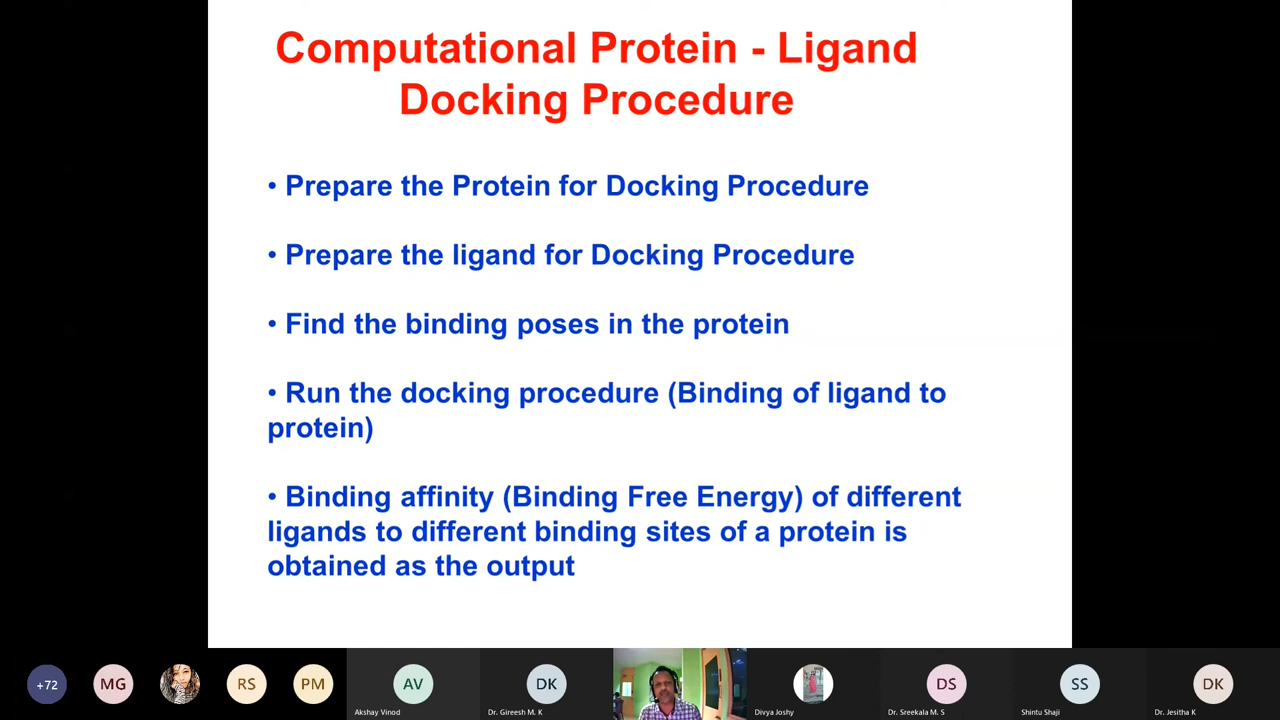 Computational Protein - Ligand
Docking Procedure
• Prepare the Protein for Docking Procedure
• Prepare the ligand for Docking Procedure
• Find the binding poses in the protein
• Run the docking procedure (Binding of ligand to
protein)
• Binding affinity (Binding Free Energy) of different
ligands to different binding sites of a protein is
obtained as the output
+72
MG
RS
PM
AV
DK
DS
SS
DK
Akshay Vinod
Dr. Gireesh M. K
Divya Joshy
Dr. Sreekala M. S
Shintu Shaji
Dr. Jesitha K